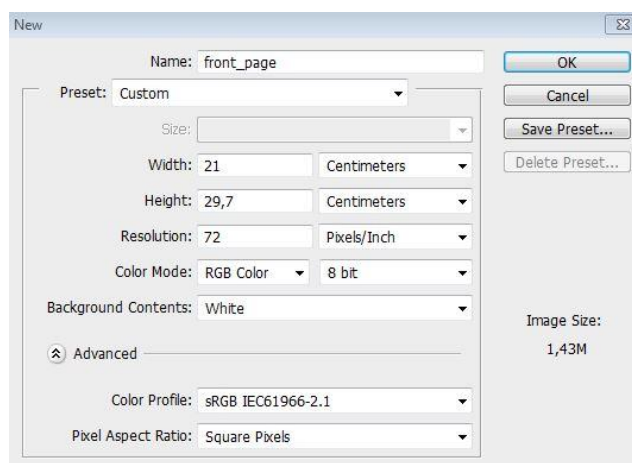 New
Name: front_page
OK
Preset: Custom
Cancel
Size:
Save Preset...
Width: 21 Centimeters
Delete Preset...
Height: 29,7 Centimeters
Resolution: 72 Pixels/Inch
Color Mode: RGB Color 8 bit
Background Contents: White
Image Size:
1,43M
Advanced
Color Profile: sRGB IEC61966-2.1
Pixel Aspect Ratio: Square Pixels